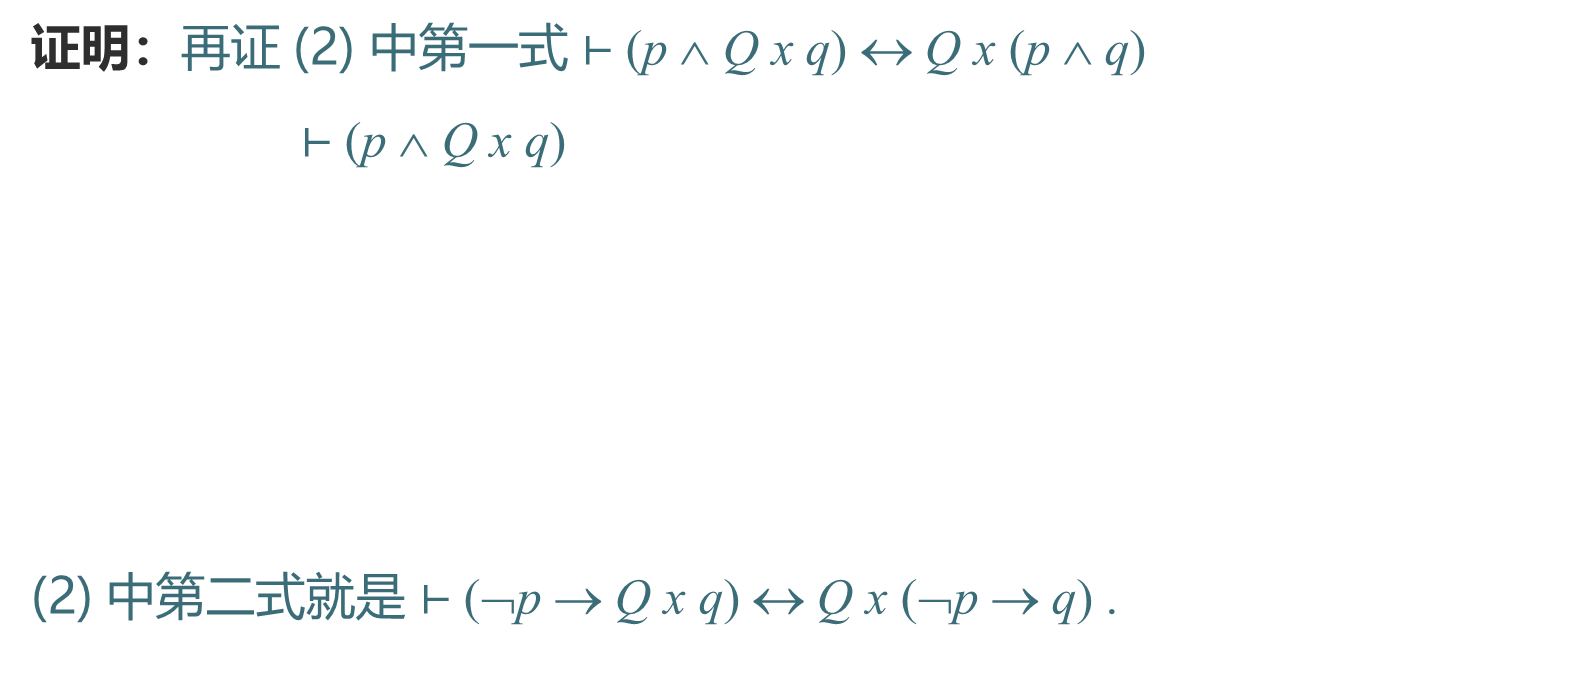 证明：再证 (2) 中第一式 ⊢ (p ∧ Q x q) ↔ Q x (p ∧ q)
⊢ (p ∧ Q x q)
(2) 中第二式就是 ⊢ (¬p → Q x q) ↔ Q x (¬p → q) .